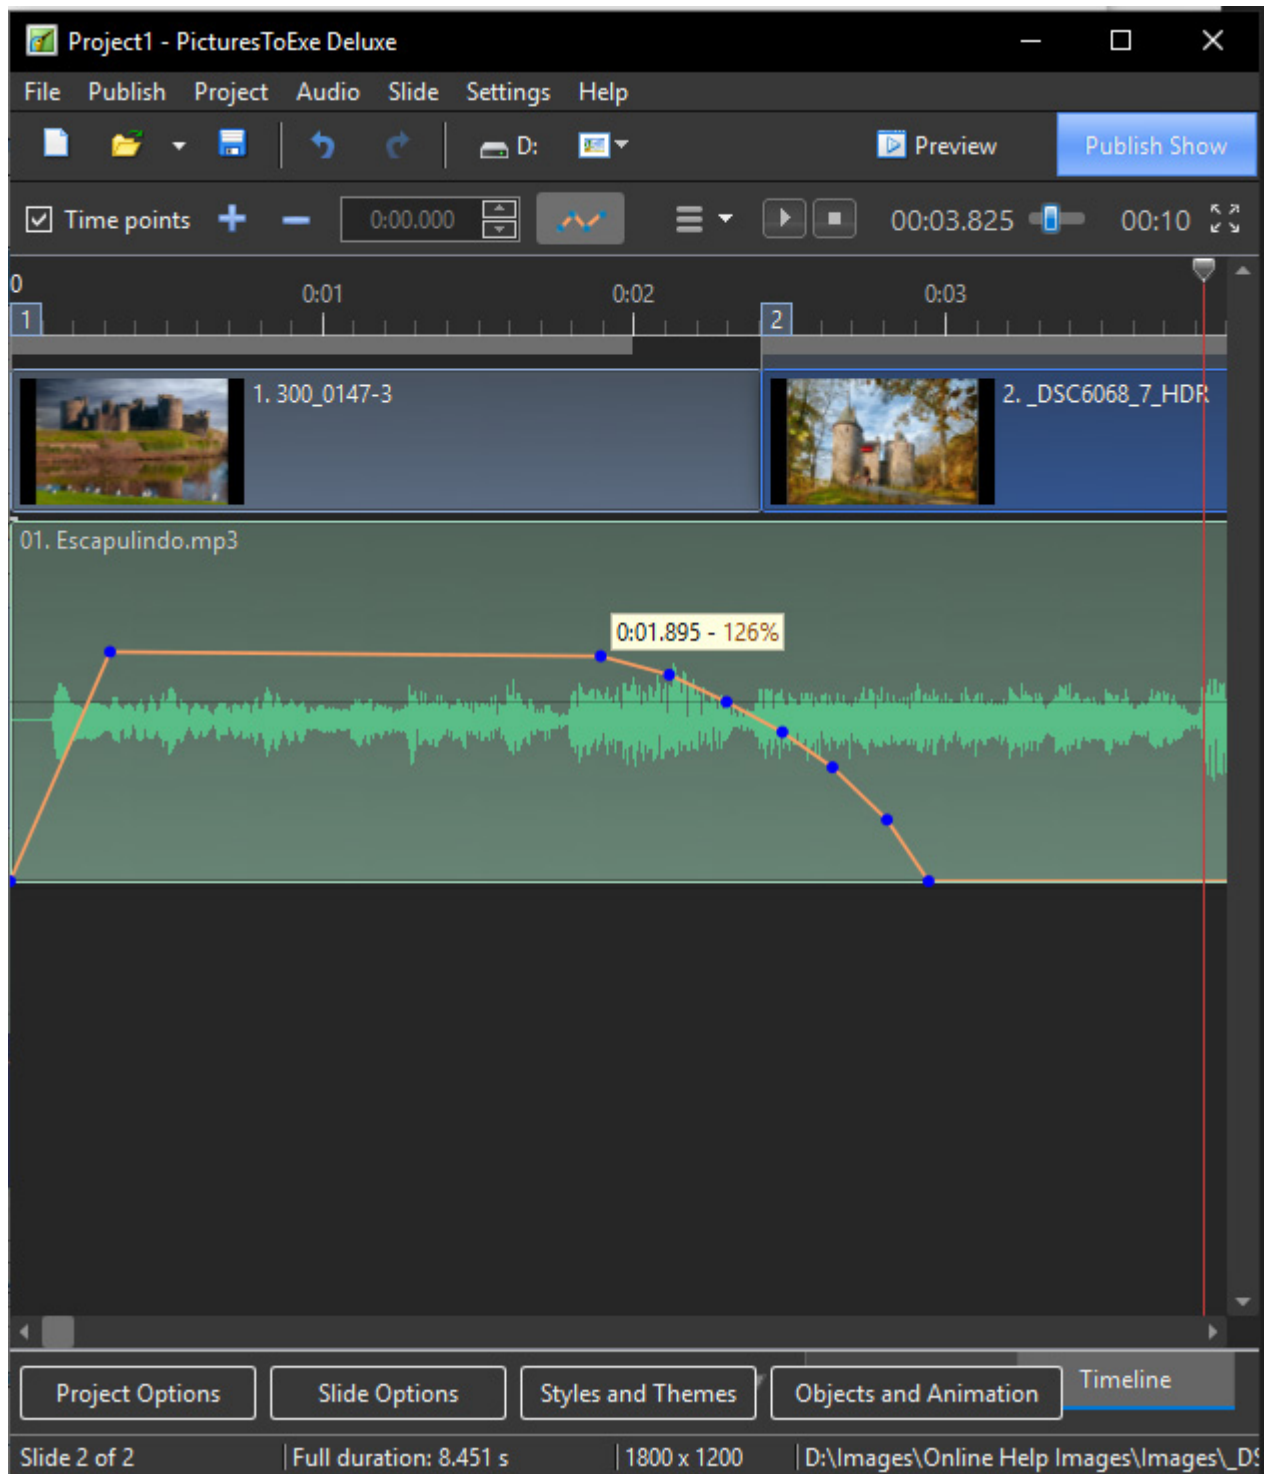 Project1 - PicturesToExe Deluxe
File Publish Project Audio Slide Settings Help
D: Preview Publish Show
Time points 0:00.000 00:03.825 00:10
0 0:01 0:02 0:03
1 2
1. 300_0147-3 2. _DSC6068_7_HDR
01. Escapulindo.mp3
0:01.895 - 126%
Project Options Slide Options Styles and Themes Objects and Animation Timeline
Slide 2 of 2 Full duration: 8.451 s 1800 x 1200 D:\Images\Online Help Images\Images\_DS